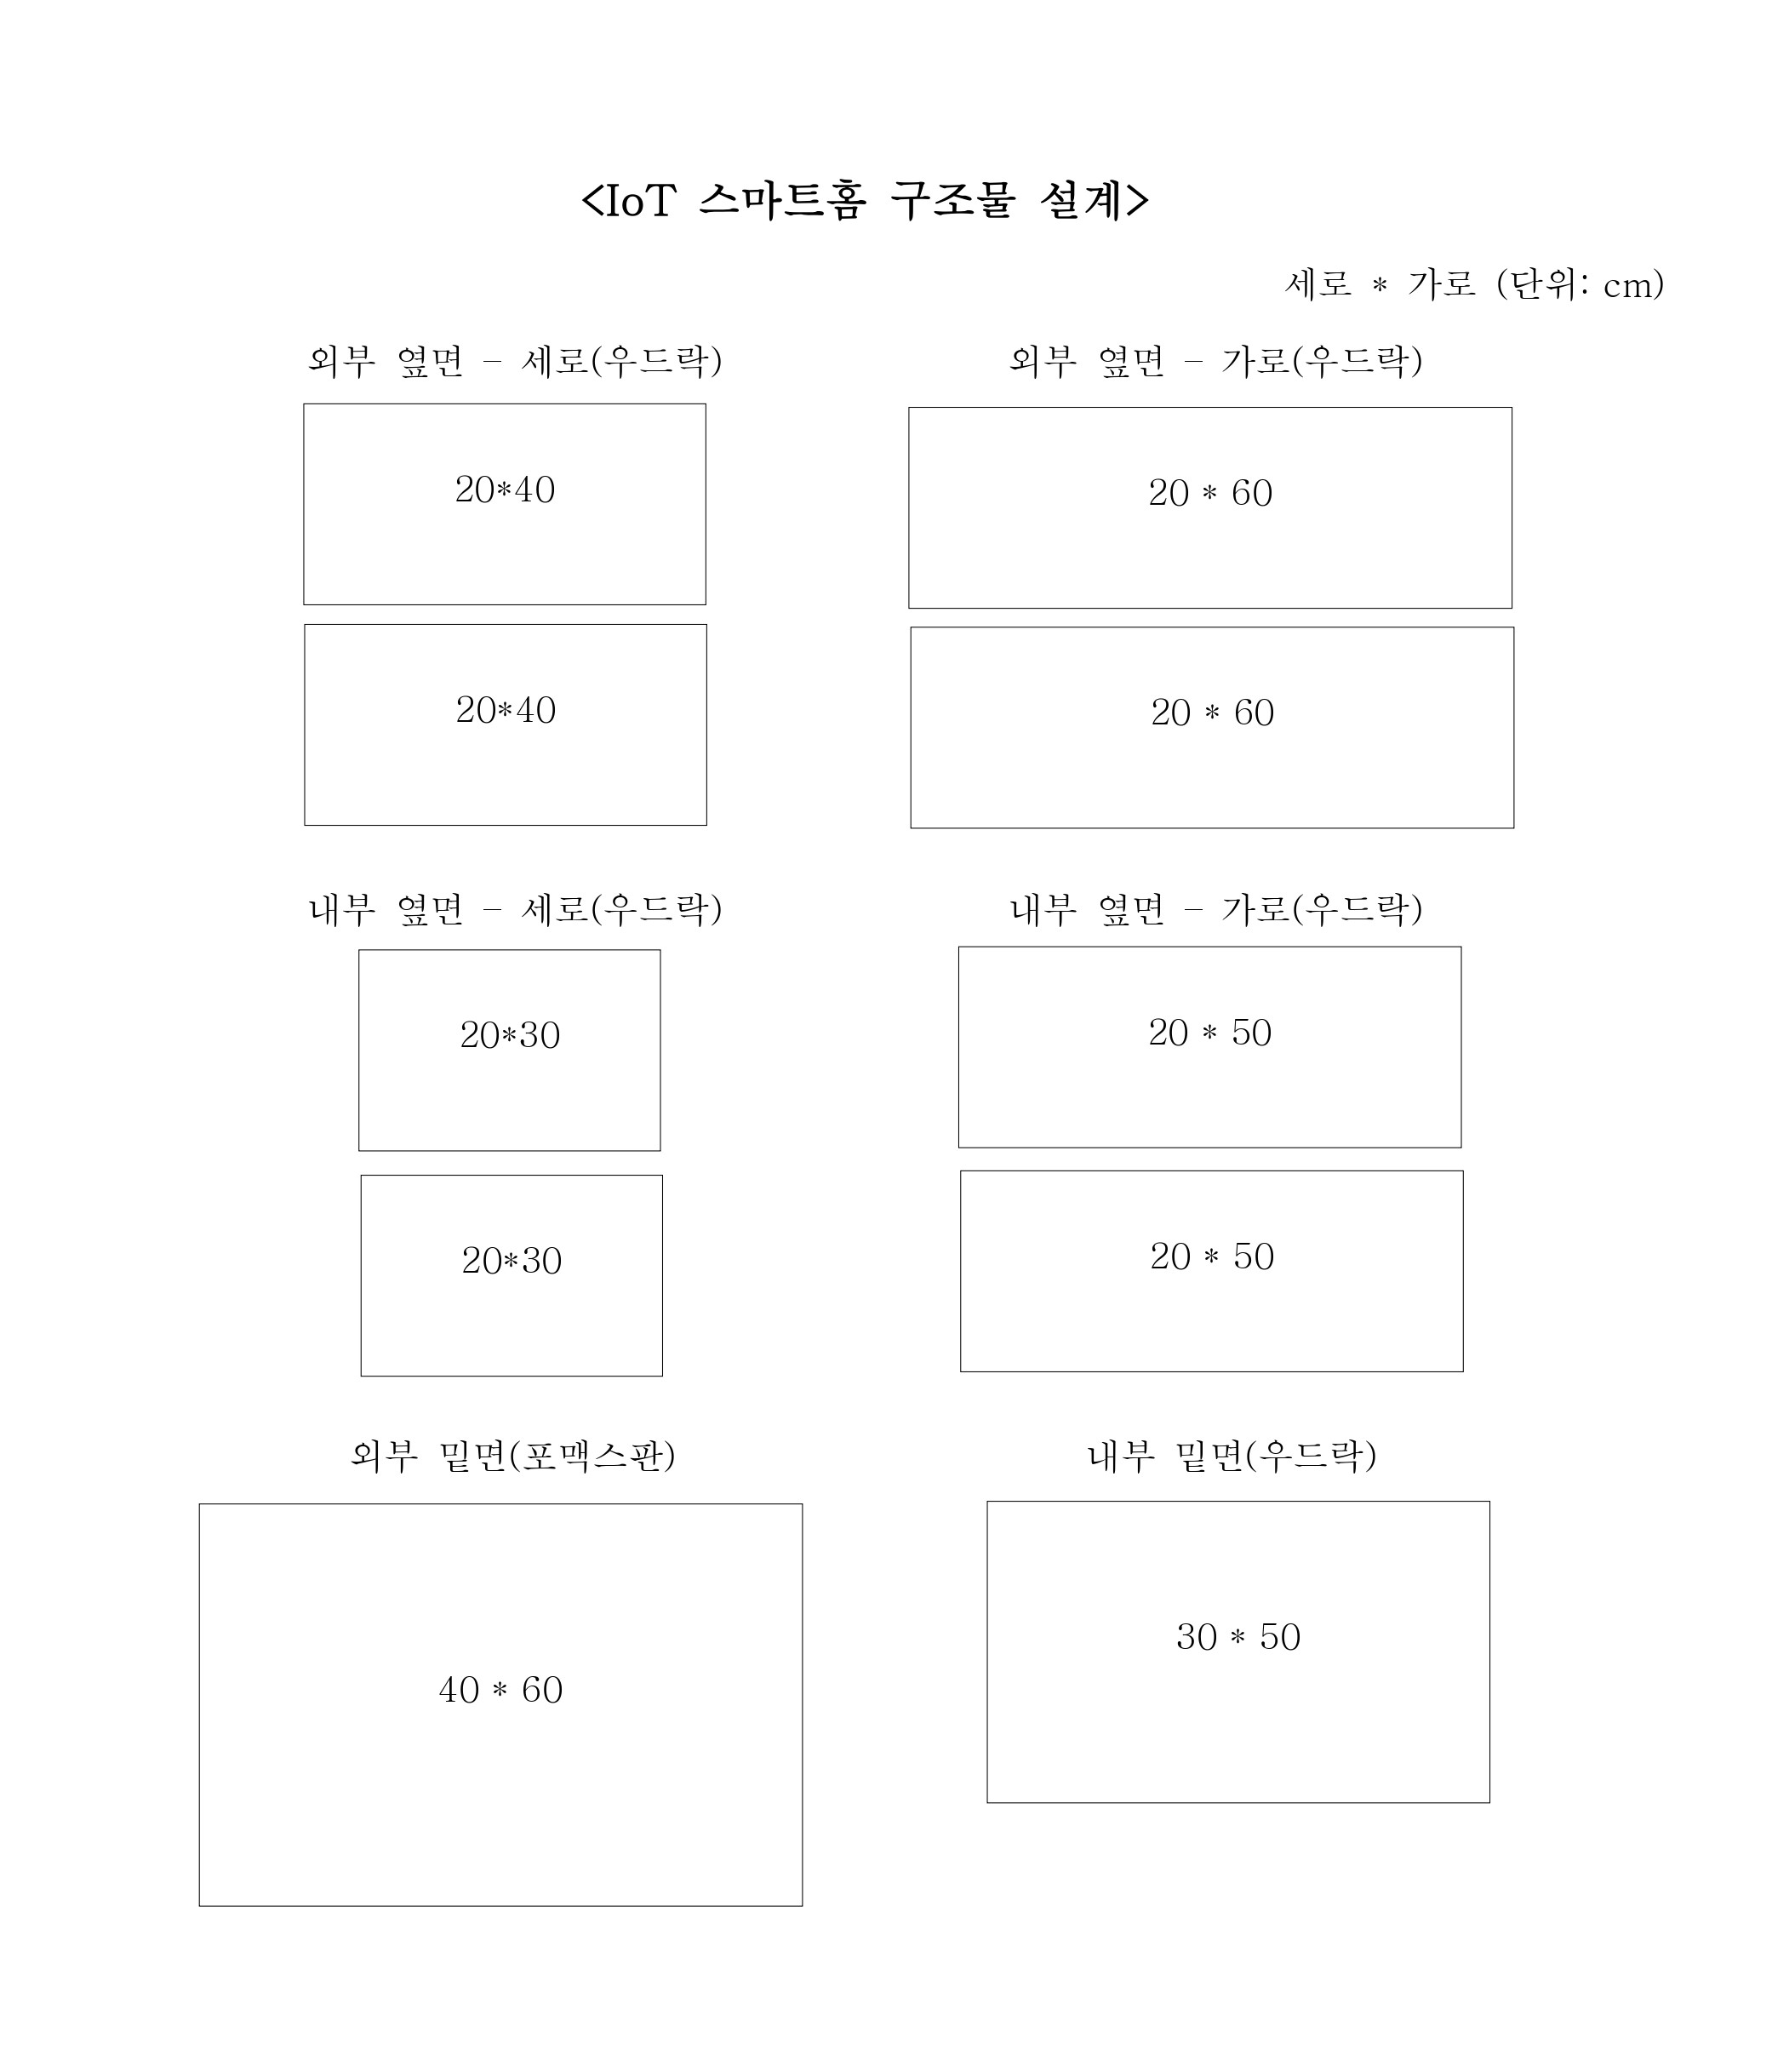 <IoT 스마트홈 구조물 설계>
세로 * 가로 (단위: cm)
외부 옆면 - 세로(우드락)
외부 옆면 - 가로(우드락)
20*40
20 * 60
20*40
20 * 60
내부 옆면 - 세로(우드락)
내부 옆면 - 가로(우드락)
20*30
20 * 50
20*30
20 * 50
외부 밑면(포맥스판)
내부 밑면(우드락)
40 * 60
30 * 50